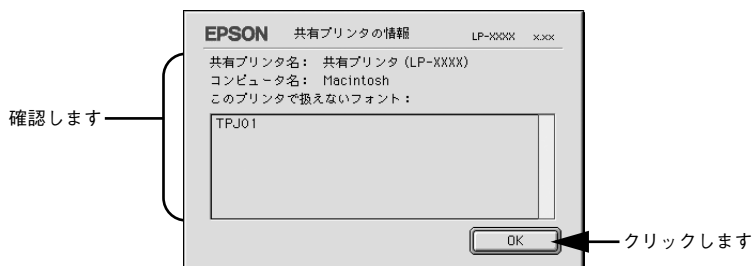 EPSON 共有プリンタの情報 LP-XXXX x.xx
共有プリンタ名： 共有プリンタ (LP-XXXX)
コンピュータ名： Macintosh
このプリンタで扱えないフォント：
TPJ01
確認します
OK
クリックします